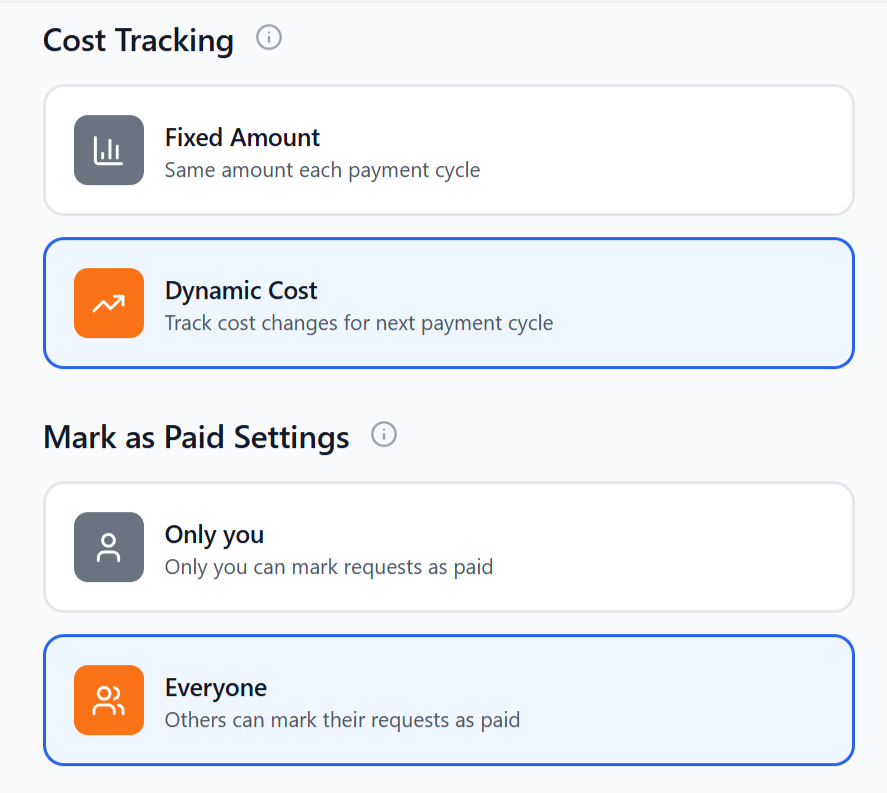 Cost Tracking
Fixed Amount
Same amount each payment cycle
Dynamic Cost
Track cost changes for next payment cycle
Mark as Paid Settings
Only you
Only you can mark requests as paid
Everyone
Others can mark their requests as paid